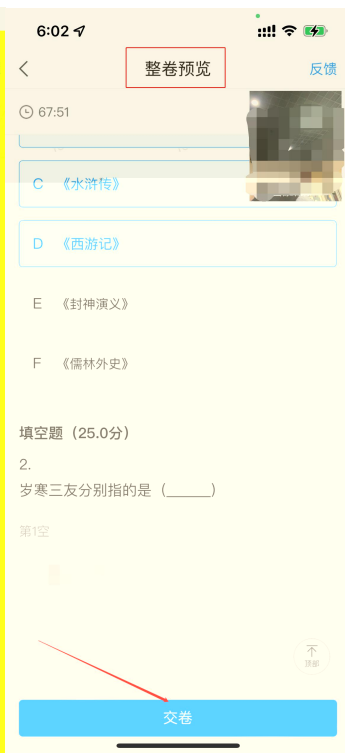 6:02
整卷预览
反馈
67:51
C 《水浒传》
D 《西游记》
E 《封神演义》
F 《儒林外史》
填空题（25.0分）
2.
岁寒三友分别指的是（_____）
第1空
顶部
交卷